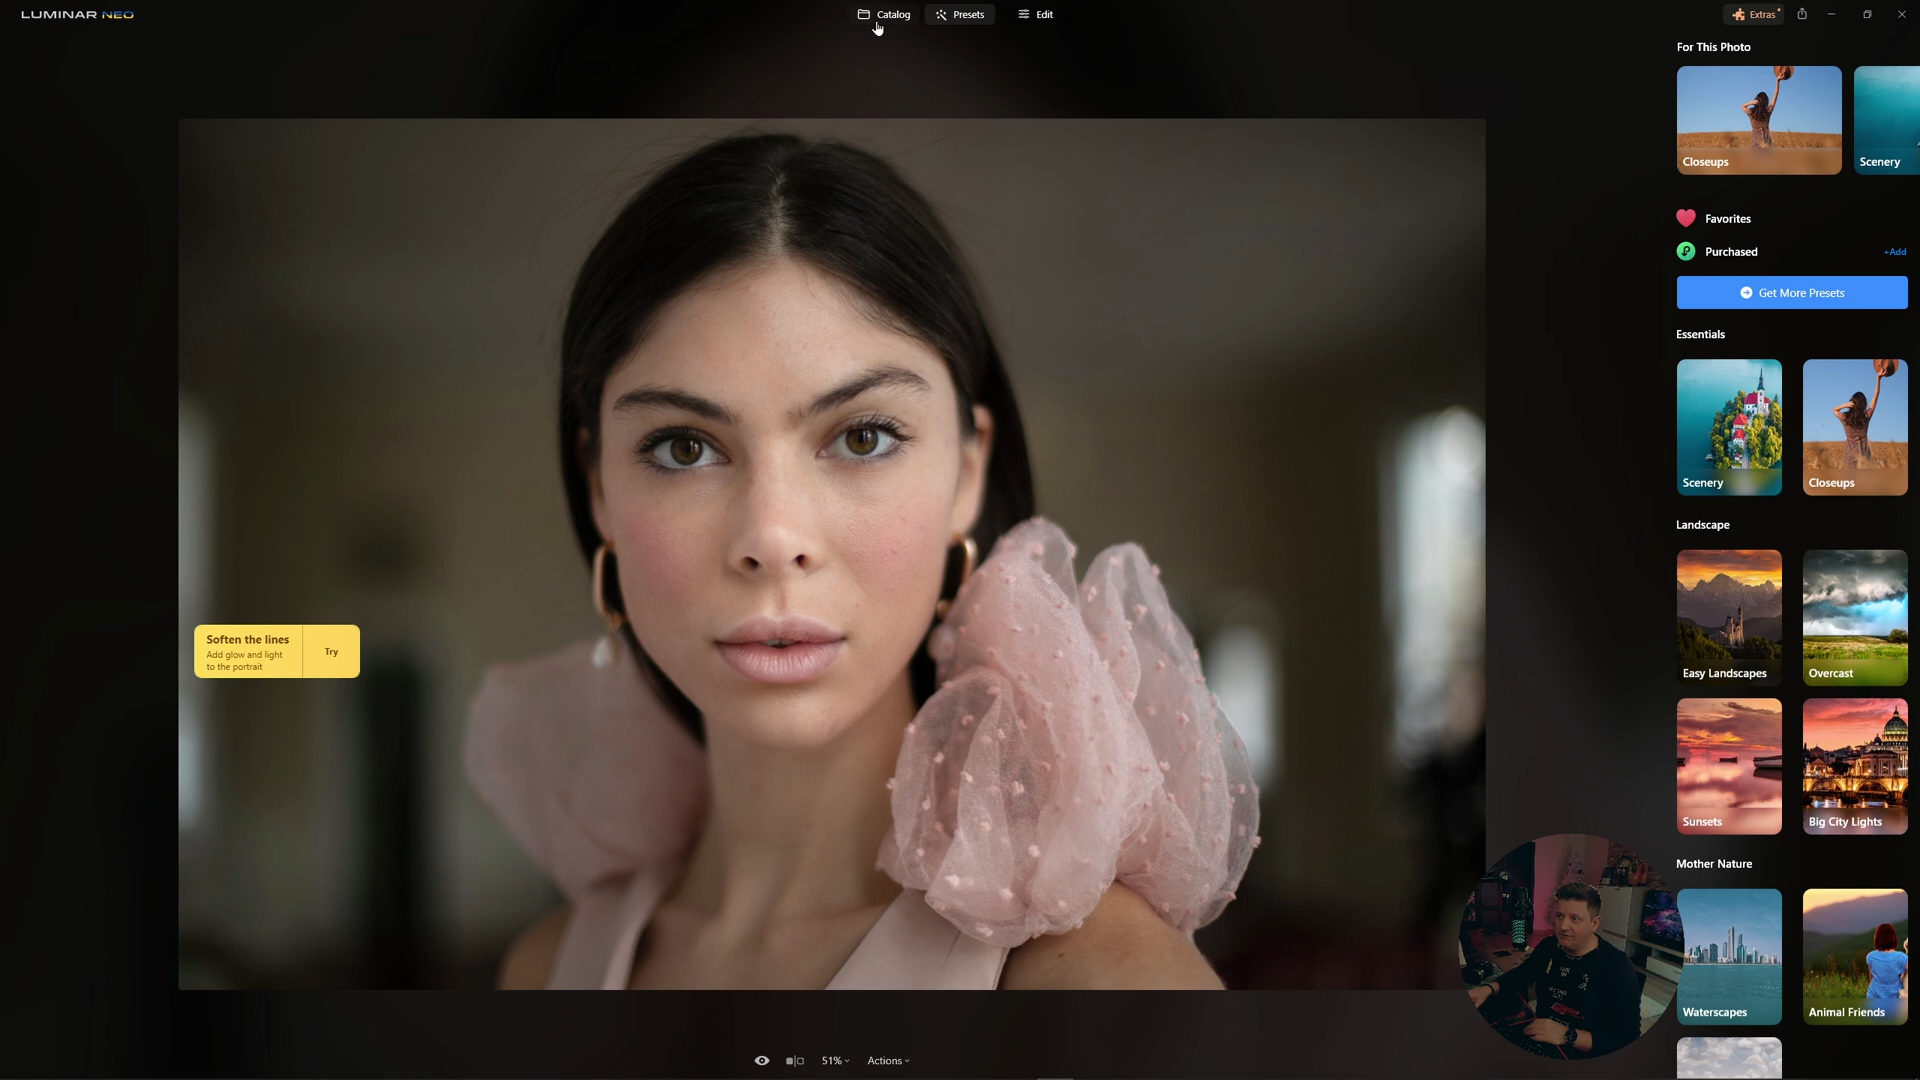 LUMINAR NEO
Catalog
Presets
Edit
Extras
For This Photo
Closeups
Scenery
Favorites
Purchased
+Add
Get More Presets
Essentials
Scenery
Closeups
Landscape
Easy Landscapes
Overcast
Sunsets
Big City Lights
Mother Nature
Waterscapes
Animal Friends
Soften the lines
Add glow and light
to the portrait
Try
51%
Actions